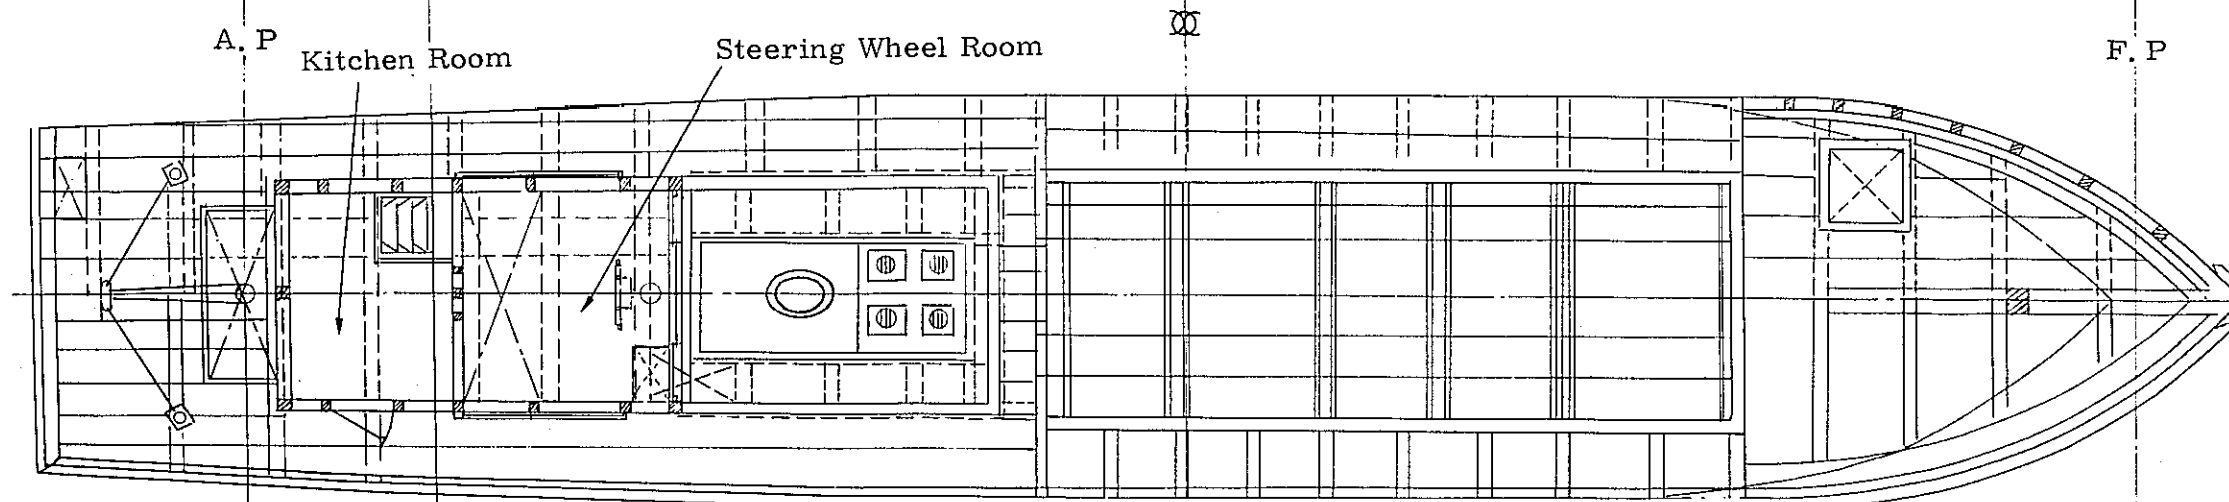 A. P
Kitchen Room
Steering Wheel Room
F. P